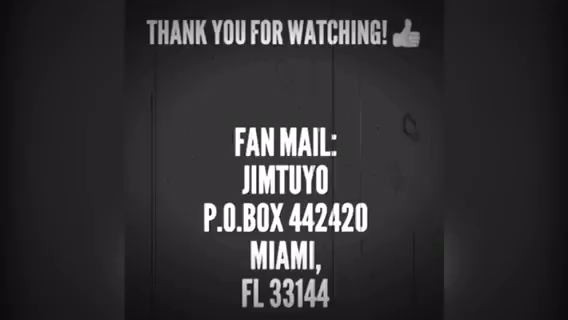 THANK YOU FOR WATCHING! 👍
FAN MAIL:
JIMTUYO
P.O.BOX 442420
MIAMI,
FL 33144